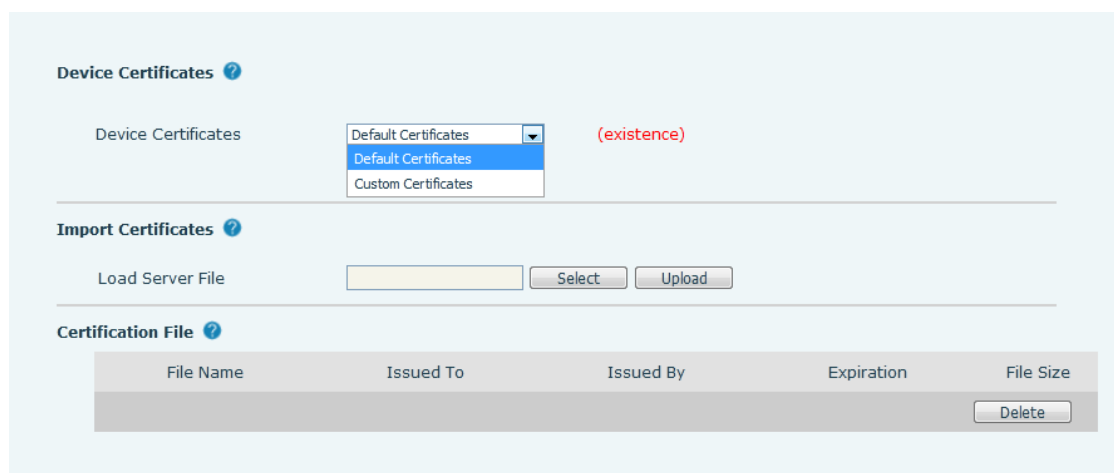 Device Certificates ?
Device Certificates Default Certificates (existence)
Default Certificates
Custom Certificates
Import Certificates ?
Load Server File Select Upload
Certification File ?
File Name Issued To Issued By Expiration File Size
Delete